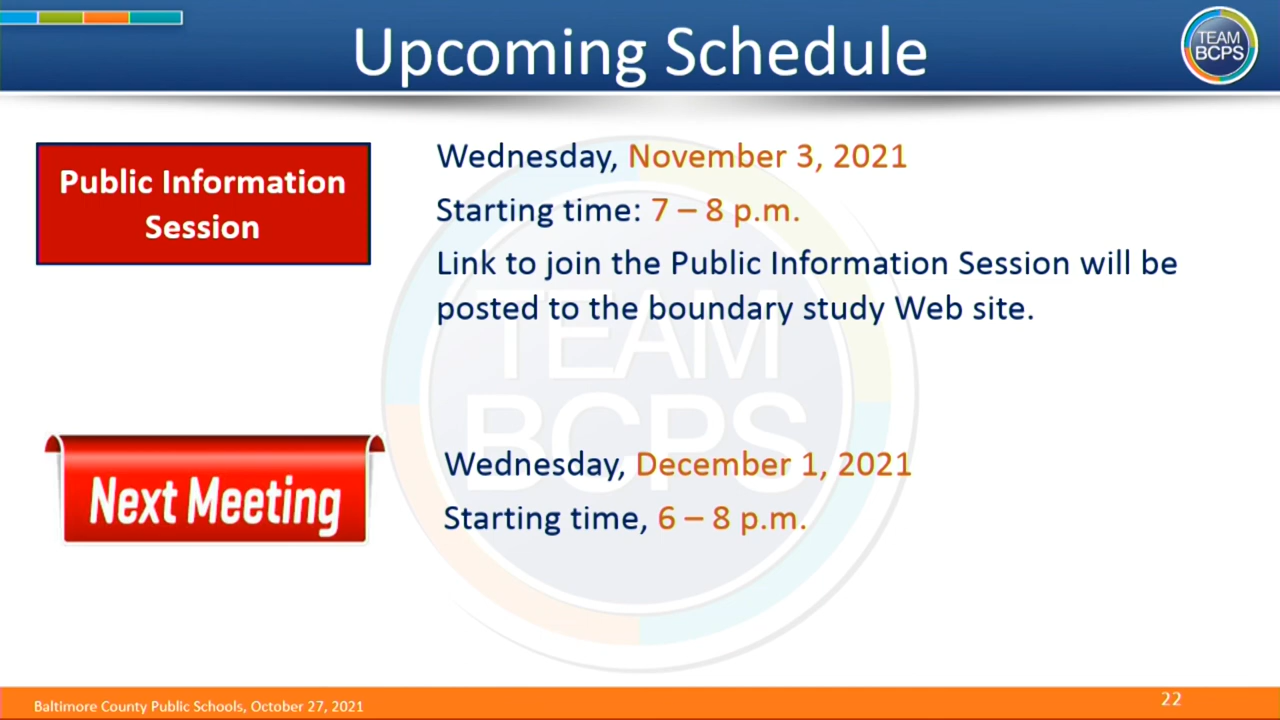 Upcoming Schedule
TEAM
BCPS
Public Information
Session
Wednesday, November 3, 2021
Starting time: 7 – 8 p.m.
Link to join the Public Information Session will be
posted to the boundary study Web site.
TEAM
BCPS
Next Meeting
Wednesday, December 1, 2021
Starting time, 6 – 8 p.m.
Baltimore County Public Schools, October 27, 2021
22